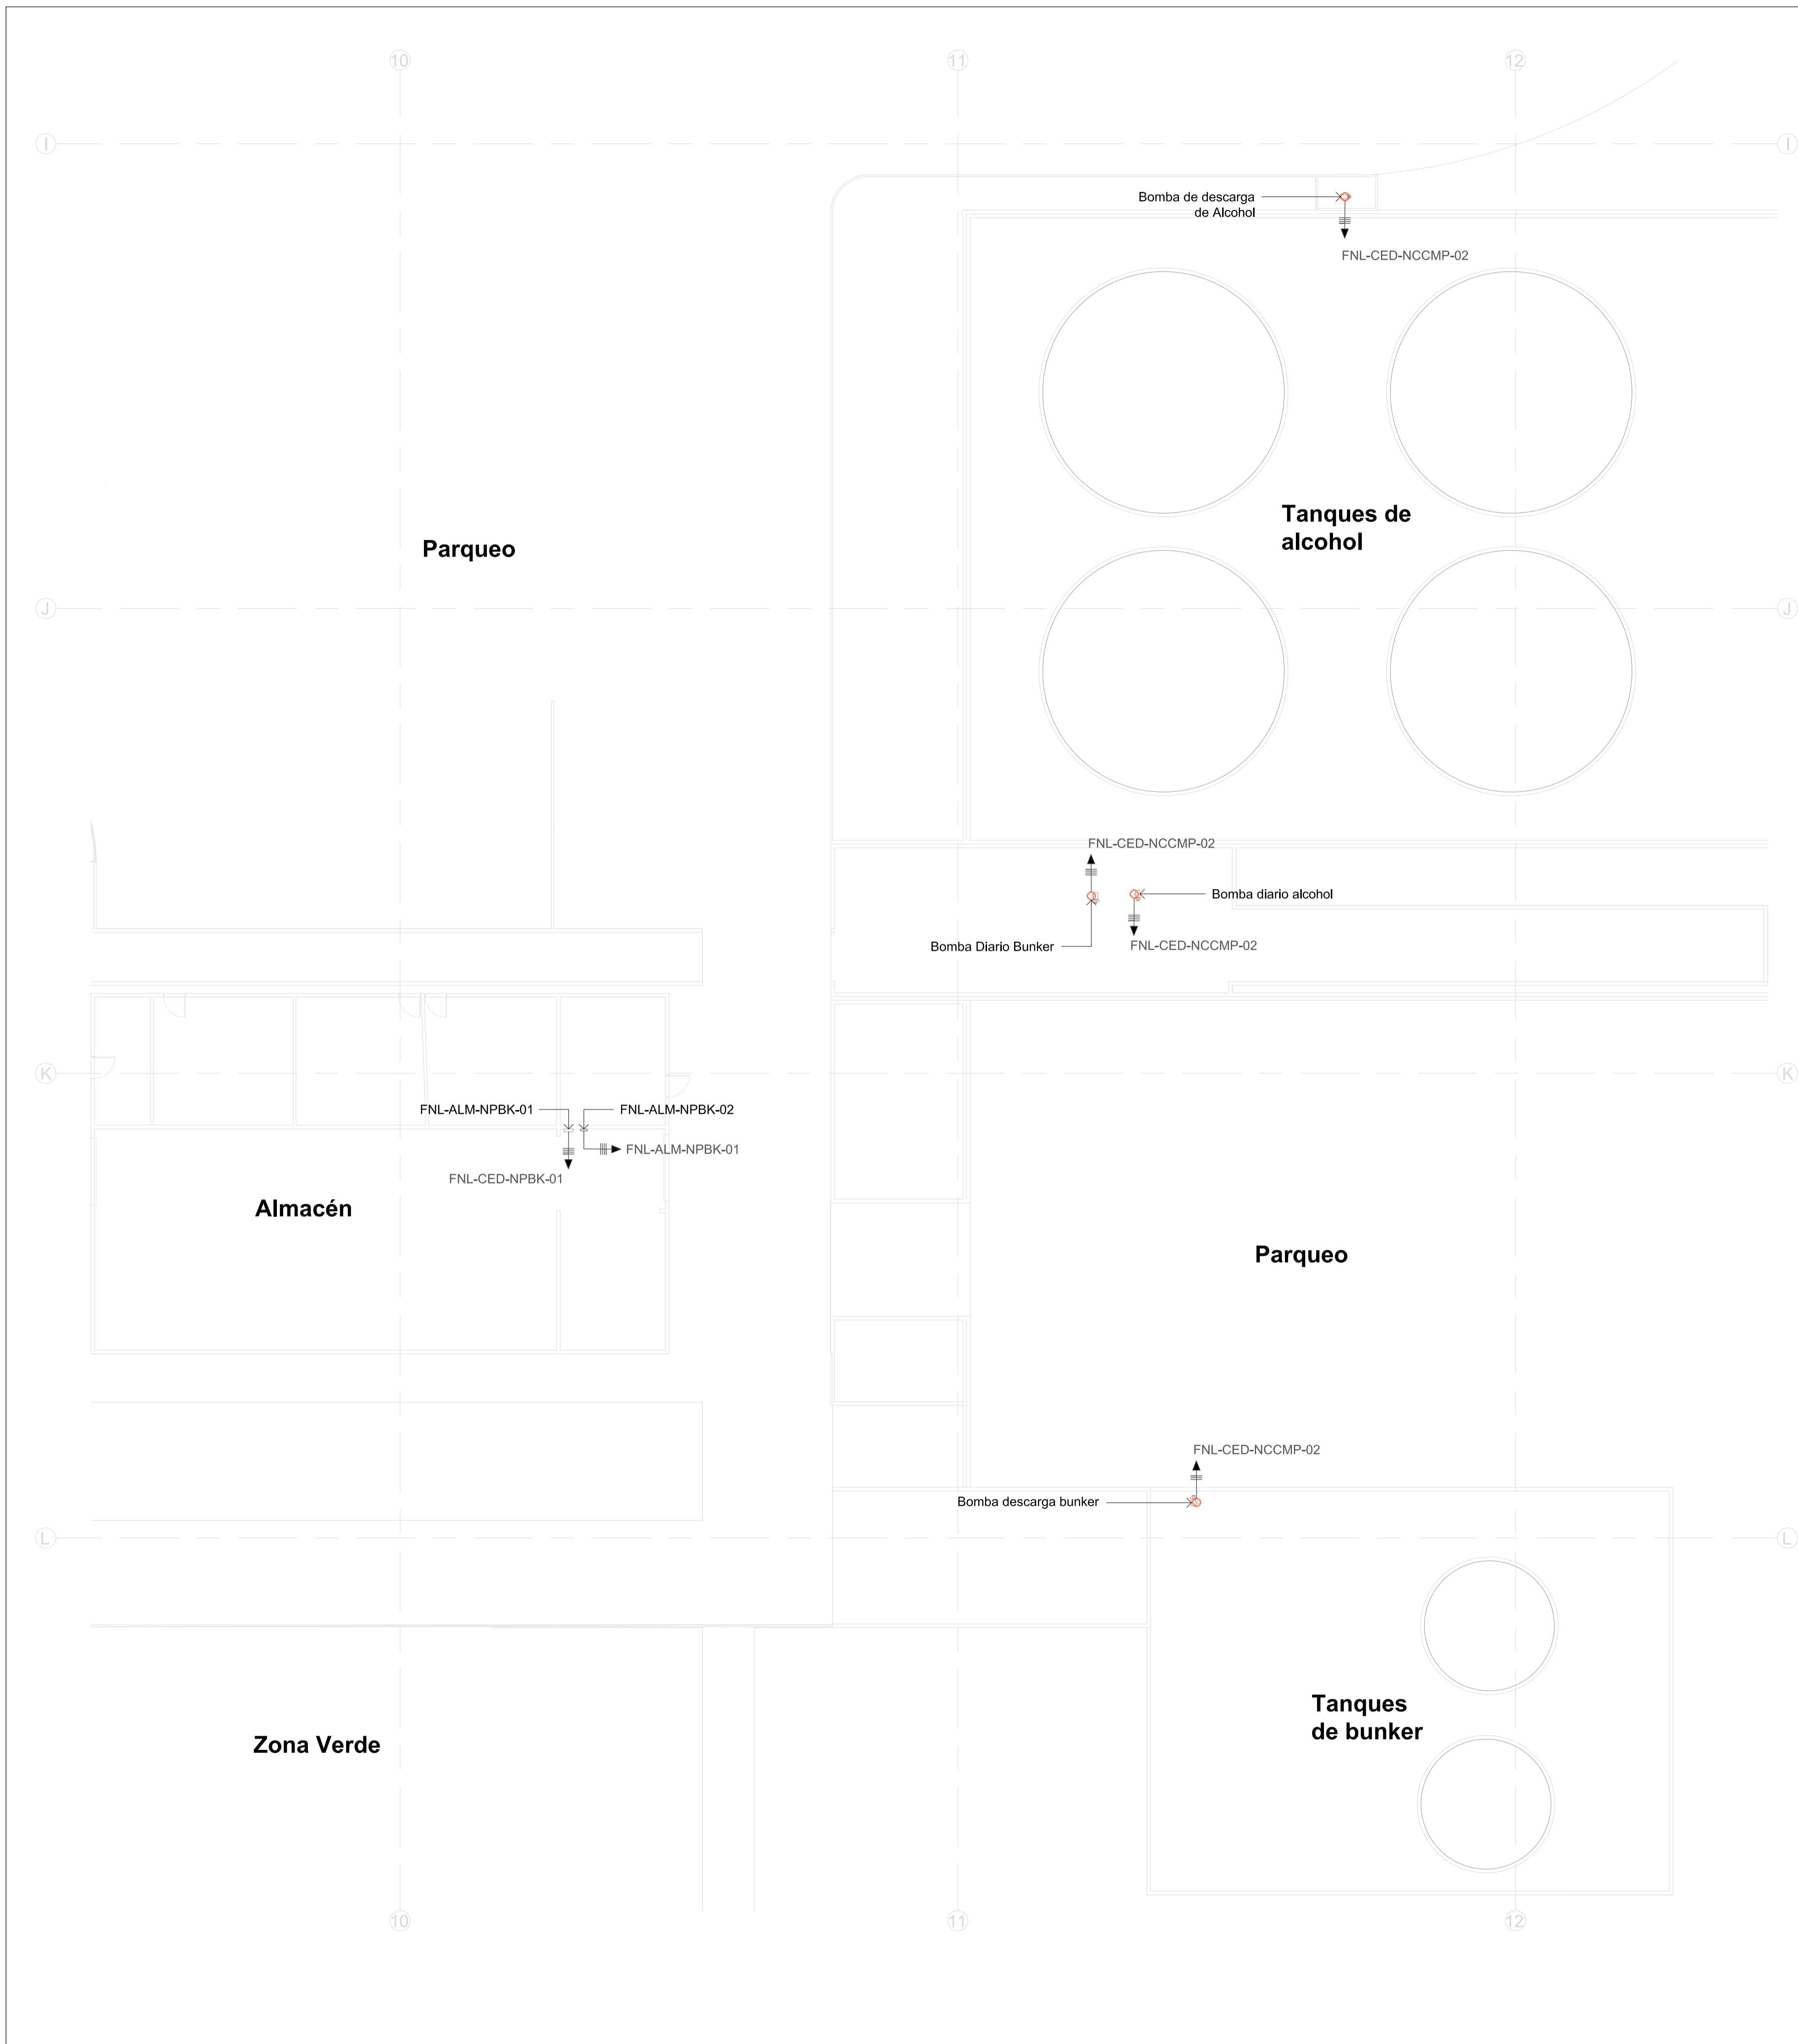 10
11
12
I
I
Bomba de descarga
de Alcohol
FNL-CED-NCCMP-02
Tanques de
alcohol
Parqueo
J
J
FNL-CED-NCCMP-02
Bomba diario alcohol
Bomba Diario Bunker
FNL-CED-NCCMP-02
K
K
FNL-ALM-NPBK-01
FNL-ALM-NPBK-02
FNL-ALM-NPBK-01
FNL-CED-NPBK-01
Almacén
Parqueo
FNL-CED-NCCMP-02
Bomba descarga bunker
L
L
Tanques
de bunker
Zona Verde
10
11
12